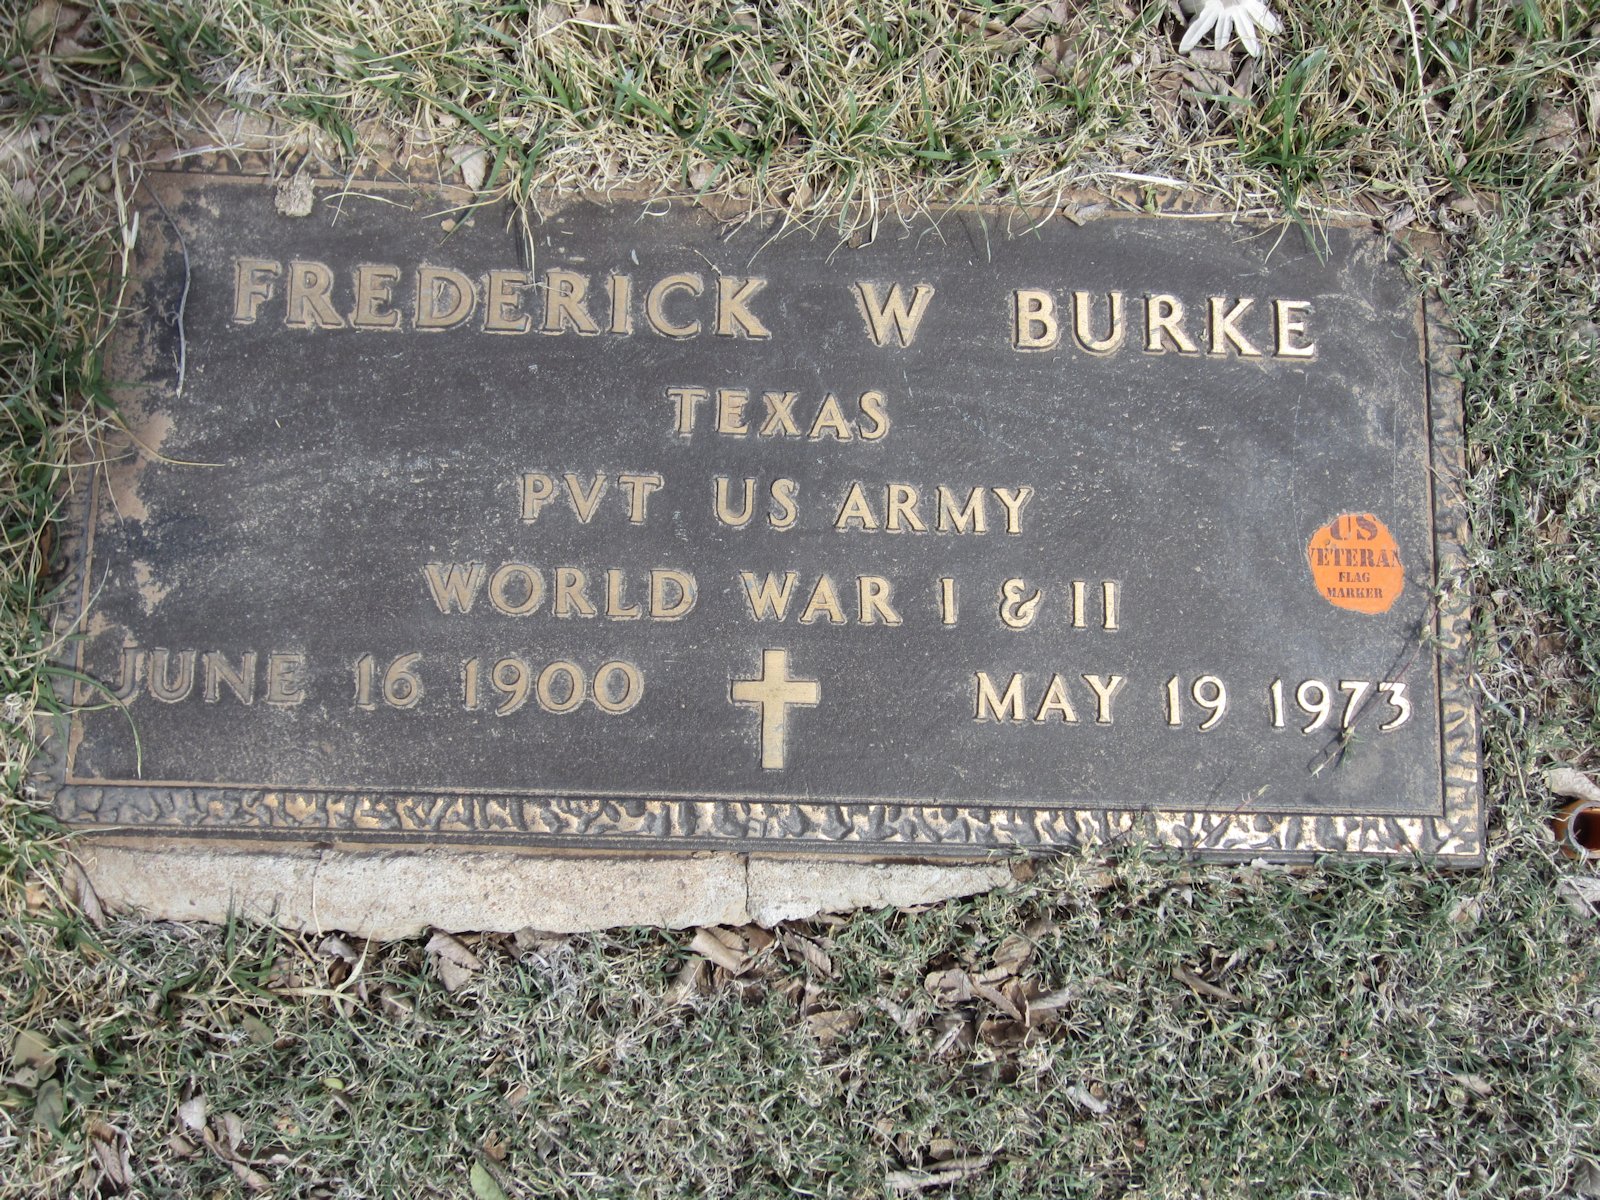 FREDERICK W BURKE
TEXAS
PVT US ARMY
WORLD WAR I & II
JUNE 16 1900 MAY 19 1973
US
VETERAN
FLAG
MARKER